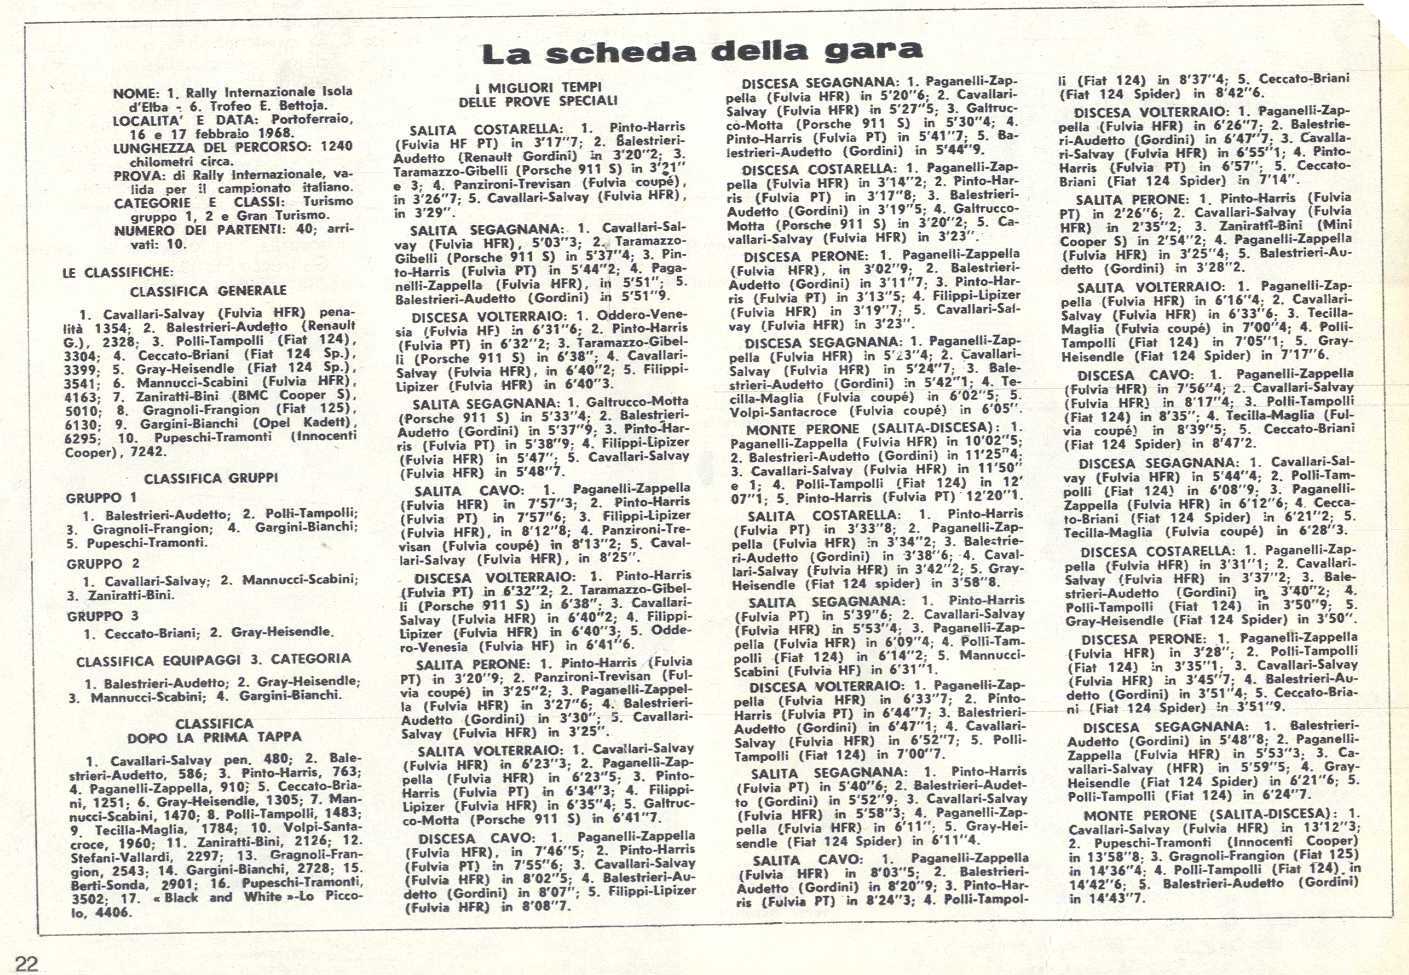 La scheda della gara
NOME: 1. Rally Internazionale Isola
d'Elba - 6. Trofeo E. Bettoja.
LOCALITA' E DATA: Portoferraio,
16 e 17 febbraio 1968.
LUNGHEZZA DEL PERCORSO: 1240
chilometri circa.
PROVA: di Rally Internazionale, va-
lida per il campionato italiano.
CATEGORIE E CLASSI: Turismo
gruppo 1, 2 e Gran Turismo.
NUMERO DEI PARTENTI: 40; arri-
vati: 10.
LE CLASSIFICHE:
CLASSIFICA GENERALE
1. Cavallari-Salvay (Fulvia HFR) pena-
lità 1354; 2. Balestrieri-Audetto (Renault
G.), 2328; 3. Polli-Tampolli (Fiat 124),
3304; 4. Ceccato-Briani (Fiat 124 Sp.),
3399; 5. Gray-Heisendle (Fiat 124 Sp.),
3541; 6. Mannucci-Scabini (Fulvia HFR),
4163; 7. Zaniratti-Bini (BMC Cooper S),
5010; 8. Gragnoli-Frangion (Fiat 125),
6130; 9. Gargini-Bianchi (Opel Kadett),
6295; 10. Pupeschi-Tramonti (Innocenti
Cooper), 7242.
CLASSIFICA GRUPPI
GRUPPO 1
1. Balestrieri-Audetto; 2. Polli-Tampolli;
3. Gragnoli-Frangion; 4. Gargini-Bianchi;
5. Pupeschi-Tramonti.
GRUPPO 2
1. Cavallari-Salvay; 2. Mannucci-Scabini;
3. Zaniratti-Bini.
GRUPPO 3
1. Ceccato-Briani; 2. Gray-Heisendle.
CLASSIFICA EQUIPAGGI 3. CATEGORIA
1. Balestrieri-Audetto; 2. Gray-Heisendle;
3. Mannucci-Scabini; 4. Gargini-Bianchi.
CLASSIFICA
DOPO LA PRIMA TAPPA
1. Cavallari-Salvay pen. 480; 2. Bale-
strieri-Audetto, 586; 3. Pinto-Harris, 763;
4. Paganelli-Zappella, 910; 5. Ceccato-Bria-
ni, 1251; 6. Gray-Heisendle, 1305; 7. Man-
nucci-Scabini, 1470; 8. Polli-Tampolli, 1483;
9. Tecilla-Maglia, 1784; 10. Volpi-Santa-
croce, 1960; 11. Zaniratti-Bini, 2126; 12.
Stefani-Vallardi, 2297; 13. Gragnoli-Fran-
gion, 2543; 14. Gargini-Bianchi, 2728; 15.
Berti-Sonda, 2901; 16. Pupeschi-Tramonti,
3502; 17. « Black and White »-Lo Picco-
lo, 4406.
I MIGLIORI TEMPI
DELLE PROVE SPECIALI
SALITA COSTARELLA: 1. Pinto-Harris
(Fulvia HF PT) in 3'17"7; 2. Balestrieri-
Audetto (Renault Gordini) in 3'20"2; 3.
Taramazzo-Gibelli (Porsche 911 S) in 3'21"
e 3; 4. Panzironi-Trevisan (Fulvia coupé),
in 3'26"7; 5. Cavallari-Salvay (Fulvia HFR),
in 3'29".
SALITA SEGAGNANA: 1. Cavallari-Sal-
vay (Fulvia HFR), 5'03"3; 2. Taramazzo-
Gibelli (Porsche 911 S) in 5'37"4; 3. Pin-
to-Harris (Fulvia PT) in 5'44"2; 4. Paga-
nelli-Zappella (Fulvia HFR), in 5'51"; 5.
Balestrieri-Audetto (Gordini) in 5'51"9.
DISCESA VOLTERRAIO: 1. Oddero-Vene-
sia (Fulvia HF) in 6'31"6; 2. Pinto-Harris
(Fulvia PT) in 6'32"2; 3. Taramazzo-Gibel-
li (Porsche 911 S) in 6'38"; 4. Cavallari-
Salvay (Fulvia HFR), in 6'40"2; 5. Filippi-
Lipizer (Fulvia HFR) in 6'40"3.
SALITA SEGAGNANA: 1. Galtrucco-Motta
(Porsche 911 S) in 5'33"4; 2. Balestrieri-
Audetto (Gordini) in 5'37"9; 3. Pinto-Har-
ris (Fulvia PT) in 5'38"9; 4. Filippi-Lipizer
(Fulvia HFR) in 5'47"; 5. Cavallari-Salvay
(Fulvia HFR) in 5'48"7.
SALITA CAVO: 1. Paganelli-Zappella
(Fulvia HFR) in 7'57"3; 2. Pinto-Harris
(Fulvia PT) in 7'57"6; 3. Filippi-Lipizer
(Fulvia HFR), in 8'12"8; 4. Panzironi-Tre-
visan (Fulvia coupé) in 8'13"2; 5. Caval-
lari-Salvay (Fulvia HFR), in 8'25".
DISCESA VOLTERRAIO: 1. Pinto-Harris
(Fulvia PT) in 6'32"2; 2. Taramazzo-Gibel-
li (Porsche 911 S) in 6'38"; 3. Cavallari-
Salvay (Fulvia HFR) in 6'40"2; 4. Filippi-
Lipizer (Fulvia HFR) in 6'40"3; 5. Odde-
ro-Venesia (Fulvia HF) in 6'41"6.
SALITA PERONE: 1. Pinto-Harris (Fulvia
PT) in 3'20"9; 2. Panzironi-Trevisan (Ful-
via coupé) in 3'25"2; 3. Paganelli-Zappel-
la (Fulvia HFR) in 3'27"6; 4. Balestrieri-
Audetto (Gordini) in 3'30"; 5. Cavallari-
Salvay (Fulvia HFR) in 3'25".
SALITA VOLTERRAIO: 1. Cavallari-Salvay
(Fulvia HFR) in 6'23"3; 2. Paganelli-Zap-
pella (Fulvia HFR) in 6'23"5; 3. Pinto-
Harris (Fulvia PT) in 6'34"3; 4. Filippi-
Lipizer (Fulvia HFR) in 6'35"4; 5. Galtruc-
co-Motta (Porsche 911 S) in 6'41"7.
DISCESA CAVO: 1. Paganelli-Zappella
(Fulvia HFR), in 7'46"5; 2. Pinto-Harris
(Fulvia PT) in 7'55"6; 3. Cavallari-Salvay
(Fulvia HFR) in 8'02"5; 4. Balestrieri-Au-
detto (Gordini) in 8'07"; 5. Filippi-Lipizer
(Fulvia HFR) in 8'08"7.
DISCESA SEGAGNANA: 1. Paganelli-Zap-
pella (Fulvia HFR) in 5'20"6; 2. Cavallari-
Salvay (Fulvia HFR) in 5'27"5; 3. Galtruc-
co-Motta (Porsche 911 S) in 5'30"4; 4.
Pinto-Harris (Fulvia PT) in 5'41"7; 5. Ba-
lestrieri-Audetto (Gordini) in 5'44"9.
DISCESA COSTARELLA: 1. Paganelli-Zap-
pella (Fulvia HFR) in 3'14"2; 2. Pinto-Har-
ris (Fulvia PT) in 3'17"8; 3. Balestrieri-
Audetto (Gordini) in 3'19"5; 4. Galtrucco-
Motta (Porsche 911 S) in 3'20"2; 5. Ca-
vallari-Salvay (Fulvia HFR) in 3'23".
DISCESA PERONE: 1. Paganelli-Zappella
(Fulvia HFR), in 3'02"9; 2. Balestrieri-
Audetto (Gordini) in 3'11"7; 3. Pinto-Har-
ris (Fulvia PT) in 3'13"5; 4. Filippi-Lipizer
(Fulvia HFR) in 3'19"7; 5. Cavallari-Sal-
vay (Fulvia HFR) in 3'23".
DISCESA SEGAGNANA: 1. Paganelli-Zap-
pella (Fulvia HFR) in 5'23"4; 2. Cavallari-
Salvay (Fulvia HFR) in 5'24"7; 3. Bale-
strieri-Audetto (Gordini) in 5'42"1; 4. Te-
cilla-Maglia (Fulvia coupé) in 6'02"5; 5.
Volpi-Santacroce (Fulvia coupé) in 6'05".
MONTE PERONE (SALITA-DISCESA): 1.
Paganelli-Zappella (Fulvia HFR) in 10'02"5;
2. Balestrieri-Audetto (Gordini) in 11'25"4;
3. Cavallari-Salvay (Fulvia HFR) in 11'50"
e 1; 4. Polli-Tampolli (Fiat 124) in 12'
07"1; 5. Pinto-Harris (Fulvia PT) 12'20"1.
SALITA COSTARELLA: 1. Pinto-Harris
(Fulvia PT) in 3'33"8; 2. Paganelli-Zap-
pella (Fulvia HFR) in 3'34"2; 3. Balestrie-
ri-Audetto (Gordini) in 3'38"6; 4. Caval-
lari-Salvay (Fulvia HFR) in 3'42"2; 5. Gray-
Heisendle (Fiat 124 spider) in 3'58"8.
SALITA SEGAGNANA: 1. Pinto-Harris
(Fulvia PT) in 5'39"6; 2. Cavallari-Salvay
(Fulvia HFR) in 5'53"4; 3. Paganelli-Zap-
pella (Fulvia HFR) in 6'09"4; 4. Polli-Tam-
polli (Fiat 124) in 6'14"2; 5. Mannucci-
Scabini (Fulvia HF) in 6'31"1.
DISCESA VOLTERRAIO: 1. Paganelli-Zap-
pella (Fulvia HFR) in 6'33"7; 2. Pinto-
Harris (Fulvia PT) in 6'44"7; 3. Balestrieri-
Audetto (Gordini) in 6'47"1; 4. Cavallari-
Salvay (Fulvia HFR) in 6'52"7; 5. Polli-
Tampolli (Fiat 124) in 7'00"7.
SALITA SEGAGNANA: 1. Pinto-Harris
(Fulvia PT) in 5'40"6; 2. Balestrieri-Audet-
to (Gordini) in 5'52"9; 3. Cavallari-Salvay
(Fulvia HFR) in 5'58"3; 4. Paganelli-Zap-
pella (Fulvia HFR) in 6'11"; 5. Gray-Hei-
sendle (Fiat 124 Spider) in 6'11"4.
SALITA CAVO: 1. Paganelli-Zappella
(Fulvia HFR) in 8'03"5; 2. Balestrieri-
Audetto (Gordini) in 8'20"9; 3. Pinto-Har-
ris (Fulvia PT) in 8'24"3; 4. Polli-Tampol-
li (Fiat 124) in 8'37"4; 5. Ceccato-Briani
(Fiat 124 Spider) in 8'42"6.
DISCESA VOLTERRAIO: 1. Paganelli-Zap-
pella (Fulvia HFR) in 6'26"7; 2. Balestrie-
ri-Audetto (Gordini) in 6'47"7; 3. Cavalla-
ri-Salvay (Fulvia HFR) in 6'55"1; 4. Pinto-
Harris (Fulvia PT) in 6'57"; 5. Ceccato-
Briani (Fiat 124 Spider) in 7'14".
SALITA PERONE: 1. Pinto-Harris (Fulvia
PT) in 2'26"6; 2. Cavallari-Salvay (Fulvia
HFR) in 2'35"2; 3. Zaniratti-Bini (Mini
Cooper S) in 2'54"2; 4. Paganelli-Zappella
(Fulvia HFR) in 3'25"4; 5. Balestrieri-Au-
detto (Gordini) in 3'28"2.
SALITA VOLTERRAIO: 1. Paganelli-Zap-
pella (Fulvia HFR) in 6'16"4; 2. Cavallari-
Salvay (Fulvia HFR) in 6'33"6; 3. Tecilla-
Maglia (Fulvia coupé) in 7'00"4; 4. Polli-
Tampolli (Fiat 124) in 7'05"1; 5. Gray-
Heisendle (Fiat 124 Spider) in 7'17"6.
DISCESA CAVO: 1. Paganelli-Zappella
(Fulvia HFR) in 7'56"4; 2. Cavallari-Salvay
(Fulvia HFR) in 8'17"4; 3. Polli-Tampolli
(Fiat 124) in 8'35"; 4. Tecilla-Maglia (Ful-
via coupé) in 8'39"5; 5. Ceccato-Briani
(Fiat 124 Spider) in 8'47'2.
DISCESA SEGAGNANA: 1. Cavallari-Sal-
vay (Fulvia HFR) in 5'44"4; 2. Polli-Tam-
polli (Fiat 124) in 6'08"9; 3. Paganelli-
Zappella (Fulvia HFR) in 6'12"6; 4. Cecca-
to-Briani (Fiat 124 Spider) in 6'21"2; 5.
Tecilla-Maglia (Fulvia coupé) in 6'28"3.
DISCESA COSTARELLA: 1. Paganelli-Zap-
pella (Fulvia HFR) in 3'31"1; 2. Cavallari-
Salvay (Fulvia HFR) in 3'37"2; 3. Bale-
strieri-Audetto (Gordini) in 3'40"2; 4.
Polli-Tampolli (Fiat 124) in 3'50"9; 5.
Gray-Heisendle (Fiat 124 Spider) in 3'50".
DISCESA PERONE: 1. Paganelli-Zappella
(Fulvia HFR) in 3'28"; 2. Polli-Tampolli
(Fiat 124) in 3'35"1; 3. Cavallari-Salvay
(Fulvia HFR) in 3'45"7; 4. Balestrieri-Au-
detto (Gordini) in 3'51"4; 5. Ceccato-Bria-
ni (Fiat 124 Spider) in 3'51"9.
DISCESA SEGAGNANA: 1. Balestrieri-
Audetto (Gordini) in 5'48"8; 2. Paganelli-
Zappella (Fulvia HFR) in 5'53"3; 3. Ca-
vallari-Salvay (HFR) in 5'59"5; 4. Gray-
Heisendle (Fiat 124 Spider) in 6'21"6; 5.
Polli-Tampolli (Fiat 124) in 6'24"7.
MONTE PERONE (SALITA-DISCESA): 1.
Cavallari-Salvay (Fulvia HFR) in 13'12"3;
2. Pupeschi-Tramonti (Innocenti Cooper)
in 13'58"8; 3. Gragnoli-Frangion (Fiat 125)
in 14'36"4; 4. Polli-Tampolli (Fiat 124) in
14'42"6; 5. Balestrieri-Audetto (Gordini)
in 14'43"7.
22